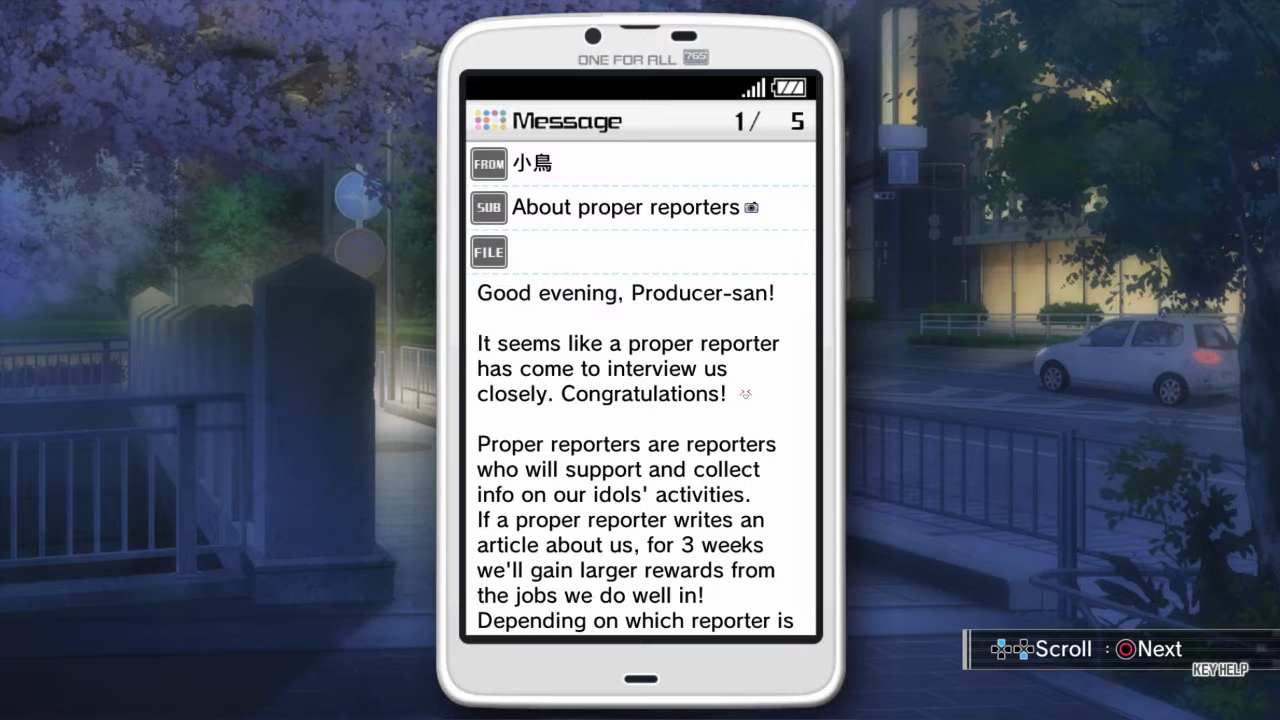 ONE FOR ALL 765
Message 1/ 5
FROM 小鳥
SUB About proper reporters
FILE
Good evening, Producer-san!
It seems like a proper reporter
has come to interview us
closely. Congratulations!
Proper reporters are reporters
who will support and collect
info on our idols' activities.
If a proper reporter writes an
article about us, for 3 weeks
we'll gain larger rewards from
the jobs we do well in!
Depending on which reporter is
Scroll : Next
KEY HELP